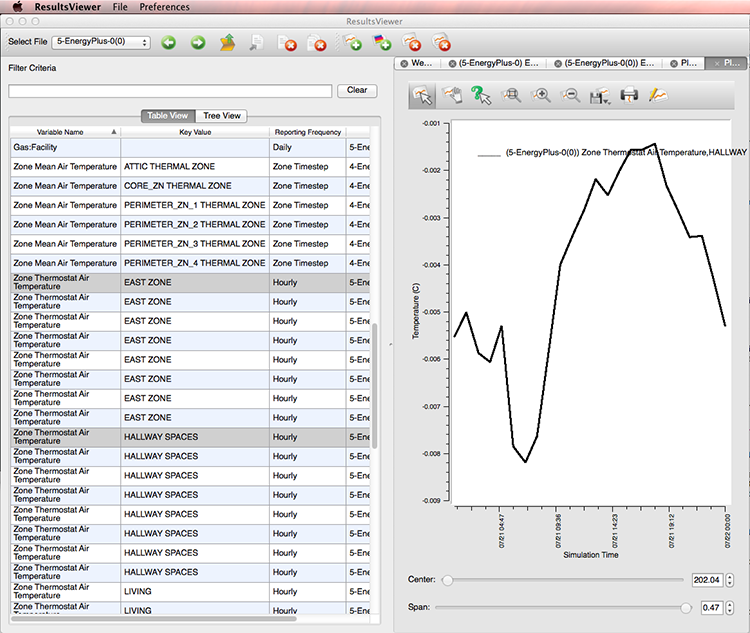 ResultsViewer File Preferences
ResultsViewer
Select File 5-EnergyPlus-0(0)
Filter Criteria
Clear
Table View Tree View
Variable Name Key Value Reporting Frequency
Gas:Facility Daily 5-Ene
Zone Mean Air Temperature ATTIC THERMAL ZONE Zone Timestep 4-Ene
Zone Mean Air Temperature CORE_ZN THERMAL ZONE Zone Timestep 4-Ene
Zone Mean Air Temperature PERIMETER_ZN_1 THERMAL ZONE Zone Timestep 4-Ene
Zone Mean Air Temperature PERIMETER_ZN_2 THERMAL ZONE Zone Timestep 4-Ene
Zone Mean Air Temperature PERIMETER_ZN_3 THERMAL ZONE Zone Timestep 4-Ene
Zone Mean Air Temperature PERIMETER_ZN_4 THERMAL ZONE Zone Timestep 4-Ene
Zone Thermostat Air
Temperature EAST ZONE Hourly 5-Ene
Zone Thermostat Air
Temperature EAST ZONE Hourly 5-Ene
Zone Thermostat Air
Temperature EAST ZONE Hourly 5-Ene
Zone Thermostat Air
Temperature EAST ZONE Hourly 5-Ene
Zone Thermostat Air
Temperature EAST ZONE Hourly 5-Ene
Zone Thermostat Air
Temperature EAST ZONE Hourly 5-Ene
Zone Thermostat Air
Temperature EAST ZONE Hourly 5-Ene
Zone Thermostat Air
Temperature EAST ZONE Hourly 5-Ene
Zone Thermostat Air
Temperature HALLWAY SPACES Hourly 5-Ene
Zone Thermostat Air
Temperature HALLWAY SPACES Hourly 5-Ene
Zone Thermostat Air
Temperature HALLWAY SPACES Hourly 5-Ene
Zone Thermostat Air
Temperature HALLWAY SPACES Hourly 5-Ene
Zone Thermostat Air
Temperature HALLWAY SPACES Hourly 5-Ene
Zone Thermostat Air
Temperature HALLWAY SPACES Hourly 5-Ene
Zone Thermostat Air
Temperature HALLWAY SPACES Hourly 5-Ene
Zone Thermostat Air
Temperature HALLWAY SPACES Hourly 5-Ene
Zone Thermostat Air
Temperature LIVING Hourly 5-Ene
Zone Thermostat Air
Temperature LIVING Hourly 5-Ene
We... (5-EnergyPlus-0) E... (5-EnergyPlus-0(0)) E... Pl... Pl...
(5-EnergyPlus-0(0)) Zone Thermostat Air Temperature,HALLWAY
Temperature (C)
-0.001
-0.002
-0.003
-0.004
-0.005
-0.006
-0.007
-0.008
-0.009
07/21 04:47
07/21 09:36
07/21 14:23
07/21 19:12
07/22 00:00
Simulation Time
Center: 202.04
Span: 0.47